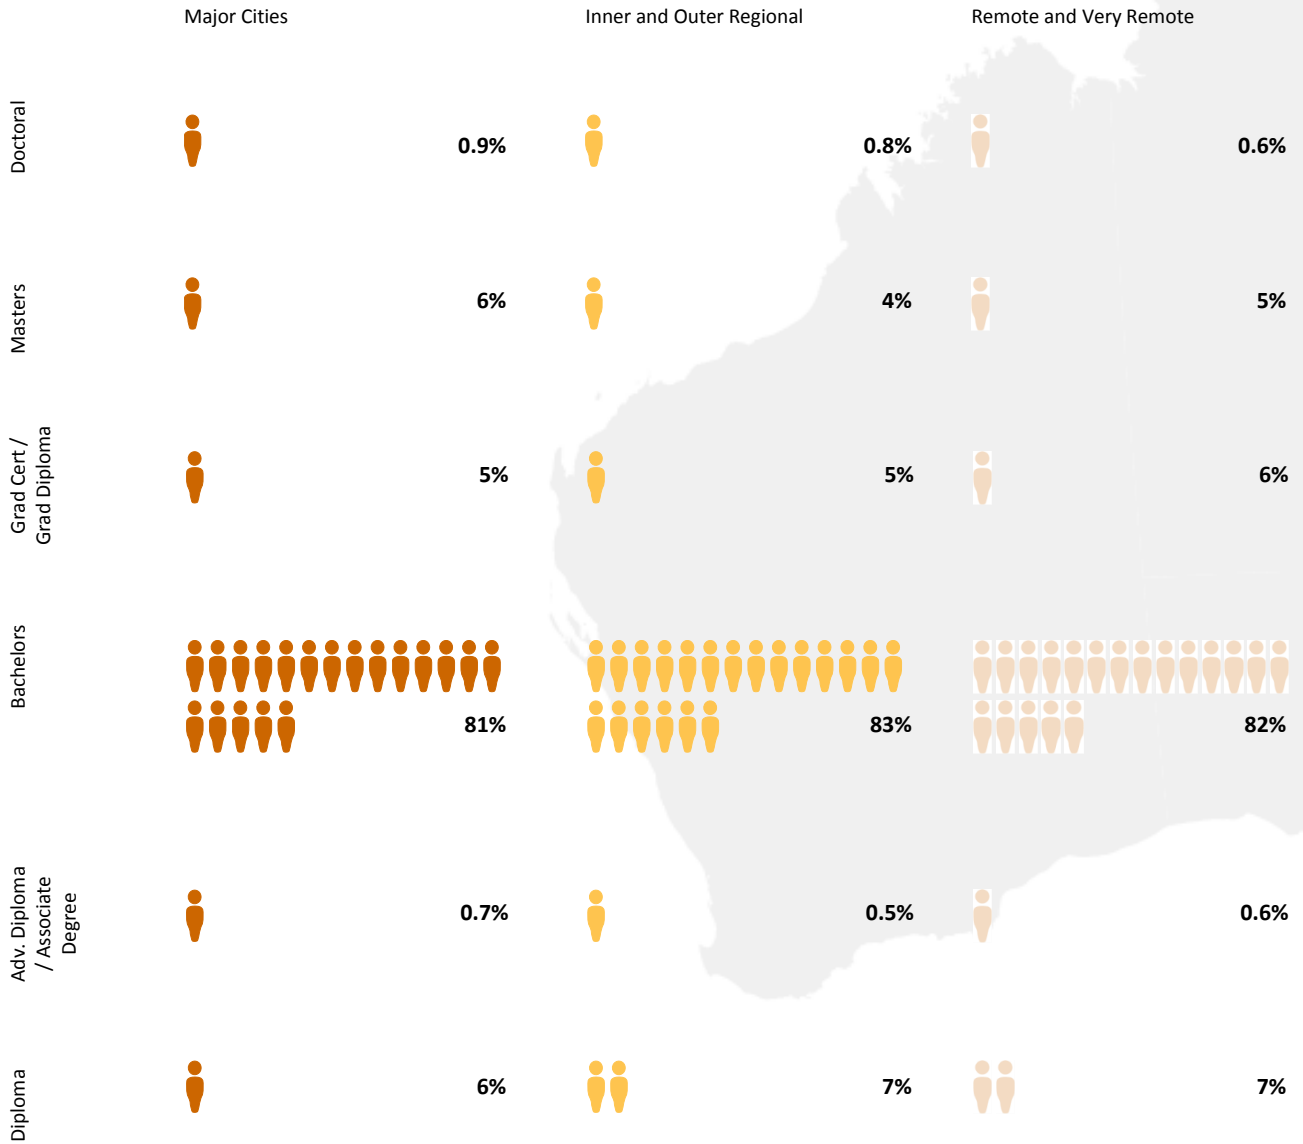 Major Cities
Inner and Outer Regional
Remote and Very Remote
Doctoral
0.9%
0.8%
0.6%
Masters
6%
4%
5%
Grad Cert /
Grad Diploma
5%
5%
6%
Bachelors
81%
83%
82%
Adv. Diploma
/ Associate
Degree
0.7%
0.5%
0.6%
Diploma
6%
7%
7%